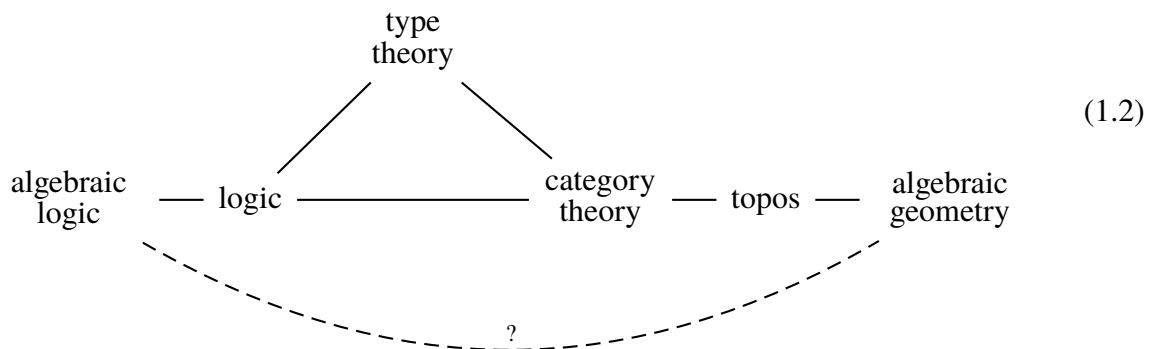 type
theory
(1.2)
algebraic
logic
logic
category
theory
topos
algebraic
geometry
?